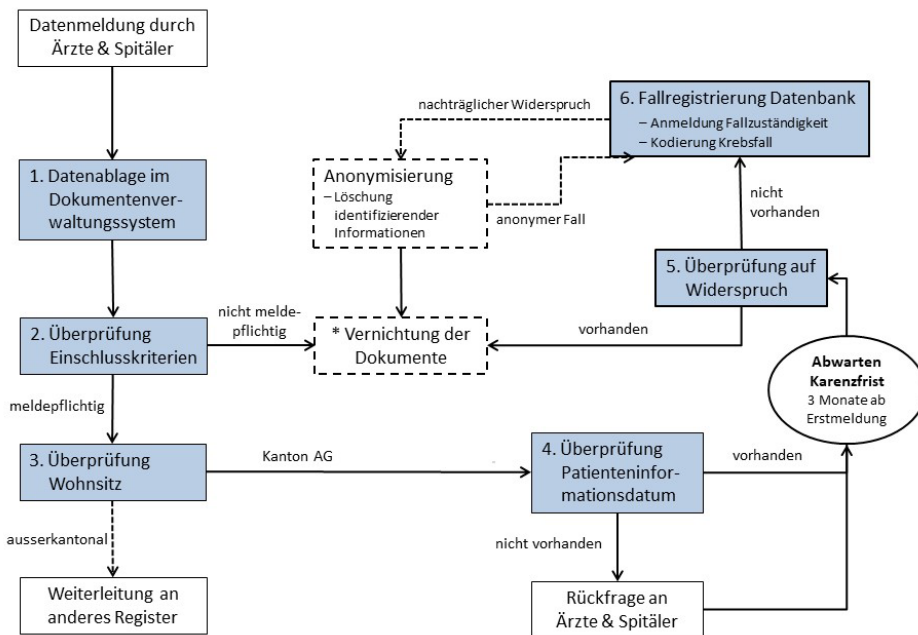 Datenmeldung durch
Ärzte & Spitäler
1. Datenablage im
Dokumentenver-
waltungssystem
2. Überprüfung
Einschlusskriterien
nicht melde-
pflichtig
meldepflichtig
3. Überprüfung
Wohnsitz
ausserkantonal
Weiterleitung an
anderes Register
Kanton AG
nachträglicher Widerspruch
Anonymisierung
– Löschung
identifizierender
Informationen
anonymer Fall
* Vernichtung der
Dokumente
6. Fallregistrierung Datenbank
– Anmeldung Fallzuständigkeit
– Kodierung Krebsfall
nicht
vorhanden
5. Überprüfung auf
Widerspruch
vorhanden
Abwarten
Karenzfrist
3 Monate ab
Erstmeldung
4. Überprüfung
Patienteninfor-
mationsdatum
vorhanden
nicht vorhanden
Rückfrage an
Ärzte & Spitäler